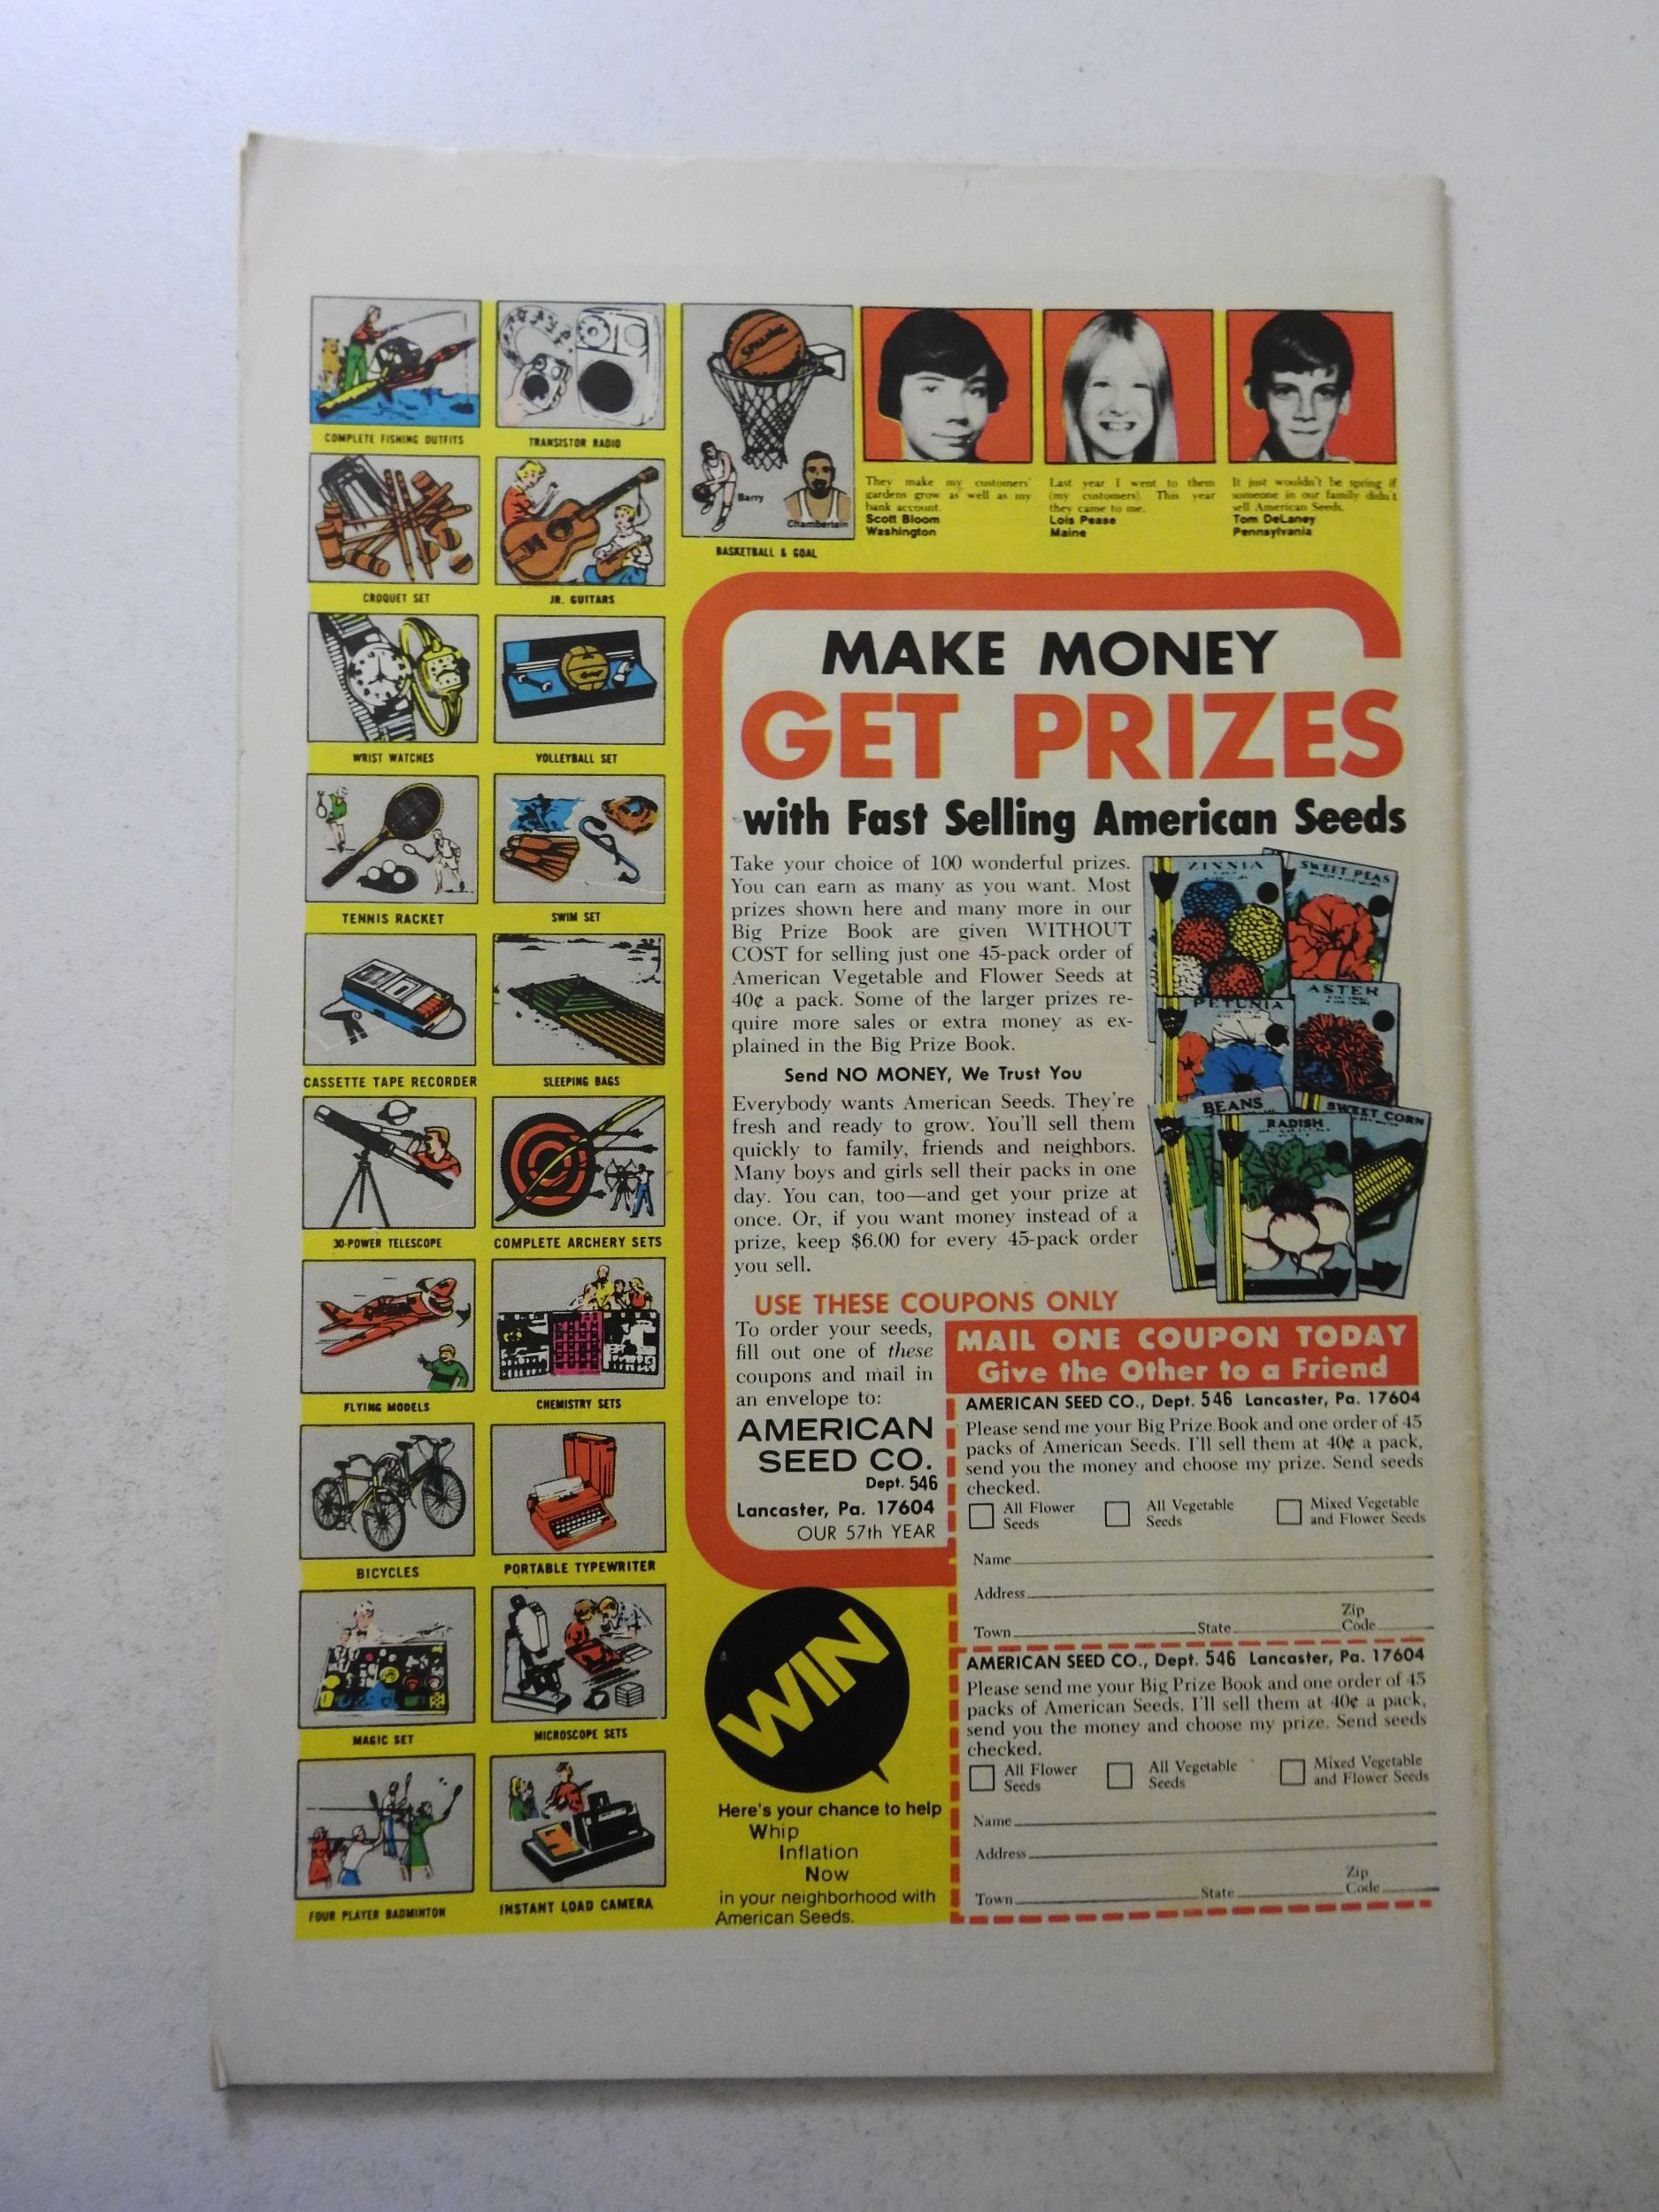 COMPLETE FISHING OUTFITS
TRANSISTOR RADIO
SPALDING
Barry
Chamberlain
BASKETBALL & GOAL
They make my customers'
gardens grow as well as my
bank account.
Scott Bloom
Washington
Last year I went to them
(my customers). This year
they came to me.
Lois Pease
Maine
It just wouldn't be spring if
someone in our family didn't
sell American Seeds.
Tom DeLaney
Pennsylvania
CROQUET SET
JR. GUITARS
WRIST WATCHES
VOLLEYBALL SET
TENNIS RACKET
SWIM SET
CASSETTE TAPE RECORDER
SLEEPING BAGS
30-POWER TELESCOPE
COMPLETE ARCHERY SETS
FLYING MODELS
CHEMISTRY SETS
BICYCLES
PORTABLE TYPEWRITER
MAGIC SET
MICROSCOPE SETS
FOUR PLAYER BADMINTON
INSTANT LOAD CAMERA
MAKE MONEY
GET PRIZES
with Fast Selling American Seeds
Take your choice of 100 wonderful prizes.
You can earn as many as you want. Most
prizes shown here and many more in our
Big Prize Book are given WITHOUT
COST for selling just one 45-pack order of
American Vegetable and Flower Seeds at
40¢ a pack. Some of the larger prizes re-
quire more sales or extra money as ex-
plained in the Big Prize Book.
Send NO MONEY, We Trust You
Everybody wants American Seeds. They're
fresh and ready to grow. You'll sell them
quickly to family, friends and neighbors.
Many boys and girls sell their packs in one
day. You can, too—and get your prize at
once. Or, if you want money instead of a
prize, keep $6.00 for every 45-pack order
you sell.
ZINNIA
SWEET PEAS
PETUNIA
ASTER
BEANS
RADISH
SWEET CORN
USE THESE COUPONS ONLY
To order your seeds,
fill out one of these
coupons and mail in
an envelope to:
AMERICAN
SEED CO.
Dept. 546
Lancaster, Pa. 17604
OUR 57th YEAR
MAIL ONE COUPON TODAY
Give the Other to a Friend
AMERICAN SEED CO., Dept. 546 Lancaster, Pa. 17604
Please send me your Big Prize Book and one order of 45
packs of American Seeds. I'll sell them at 40¢ a pack,
send you the money and choose my prize. Send seeds
checked.
All Flower Seeds
All Vegetable Seeds
Mixed Vegetable and Flower Seeds
Name
Address
Town State Zip Code
AMERICAN SEED CO., Dept. 546 Lancaster, Pa. 17604
Please send me your Big Prize Book and one order of 45
packs of American Seeds. I'll sell them at 40¢ a pack,
send you the money and choose my prize. Send seeds
checked.
All Flower Seeds
All Vegetable Seeds
Mixed Vegetable and Flower Seeds
Name
Address
Town State Zip Code
WIN
Here's your chance to help
Whip
Inflation
Now
in your neighborhood with
American Seeds.